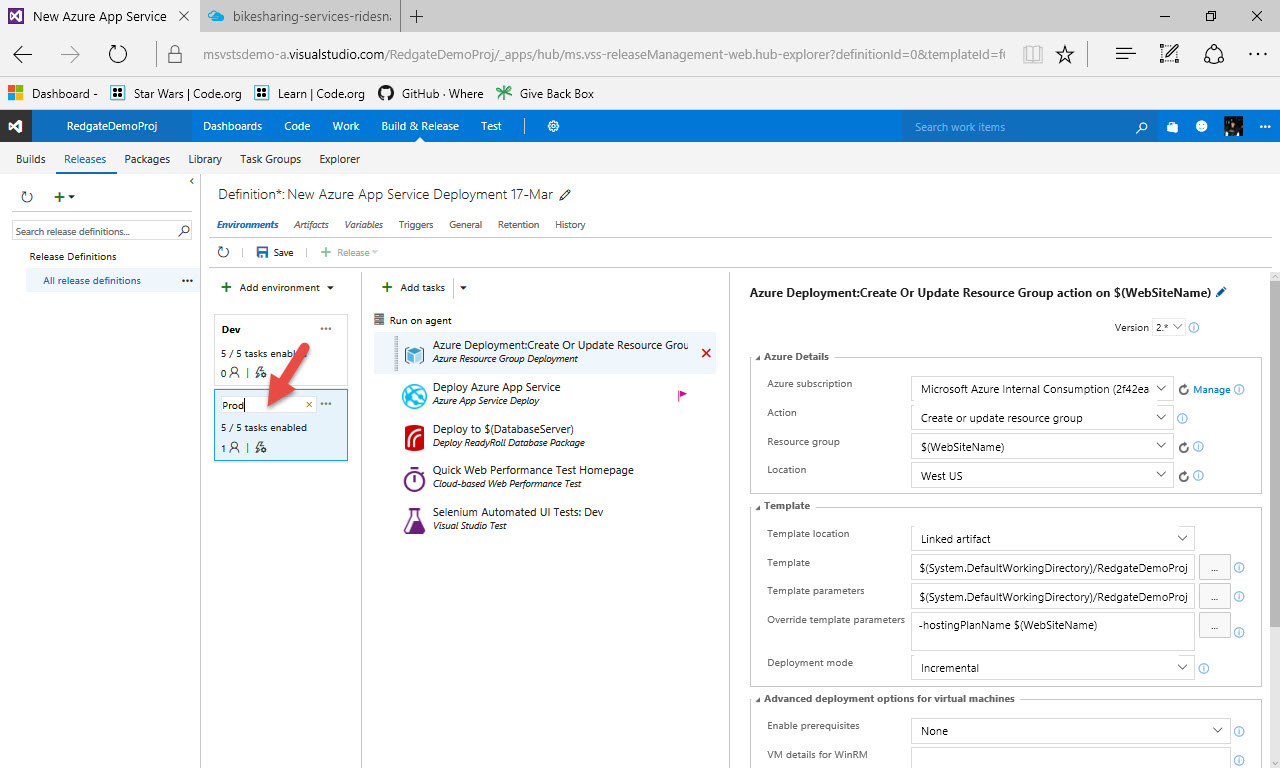 New Azure App Service
bikesharing-services-ridesn
msvstsdemo-a.visualstudio.com/RedgateDemoProj/_apps/hub/ms.vss-releaseManagement-web.hub-explorer?definitionId=0&templateId=f
Dashboard -
Star Wars | Code.org
Learn | Code.org
GitHub · Where
Give Back Box
RedgateDemoProj
Dashboards
Code
Work
Build & Release
Test
Search work items
Builds
Releases
Packages
Library
Task Groups
Explorer
Search release definitions...
Release Definitions
All release definitions
Definition*: New Azure App Service Deployment 17-Mar
Environments
Artifacts
Variables
Triggers
General
Retention
History
Save
Release
Add environment
Dev
5 / 5 tasks enabled
0
Prod
5 / 5 tasks enabled
1
Add tasks
Run on agent
Azure Deployment:Create Or Update Resource Grou
Azure Resource Group Deployment
Deploy Azure App Service
Azure App Service Deploy
Deploy to $(DatabaseServer)
Deploy ReadyRoll Database Package
Quick Web Performance Test Homepage
Cloud-based Web Performance Test
Selenium Automated UI Tests: Dev
Visual Studio Test
Azure Deployment:Create Or Update Resource Group action on $(WebSiteName)
Version 2.*
Azure Details
Azure subscription
Microsoft Azure Internal Consumption (2f42ea
Manage
Action
Create or update resource group
Resource group
$(WebSiteName)
Location
West US
Template
Template location
Linked artifact
Template
$(System.DefaultWorkingDirectory)/RedgateDemoProj
...
Template parameters
$(System.DefaultWorkingDirectory)/RedgateDemoProj
...
Override template parameters
-hostingPlanName $(WebSiteName)
...
Deployment mode
Incremental
Advanced deployment options for virtual machines
Enable prerequisites
None
VM details for WinRM